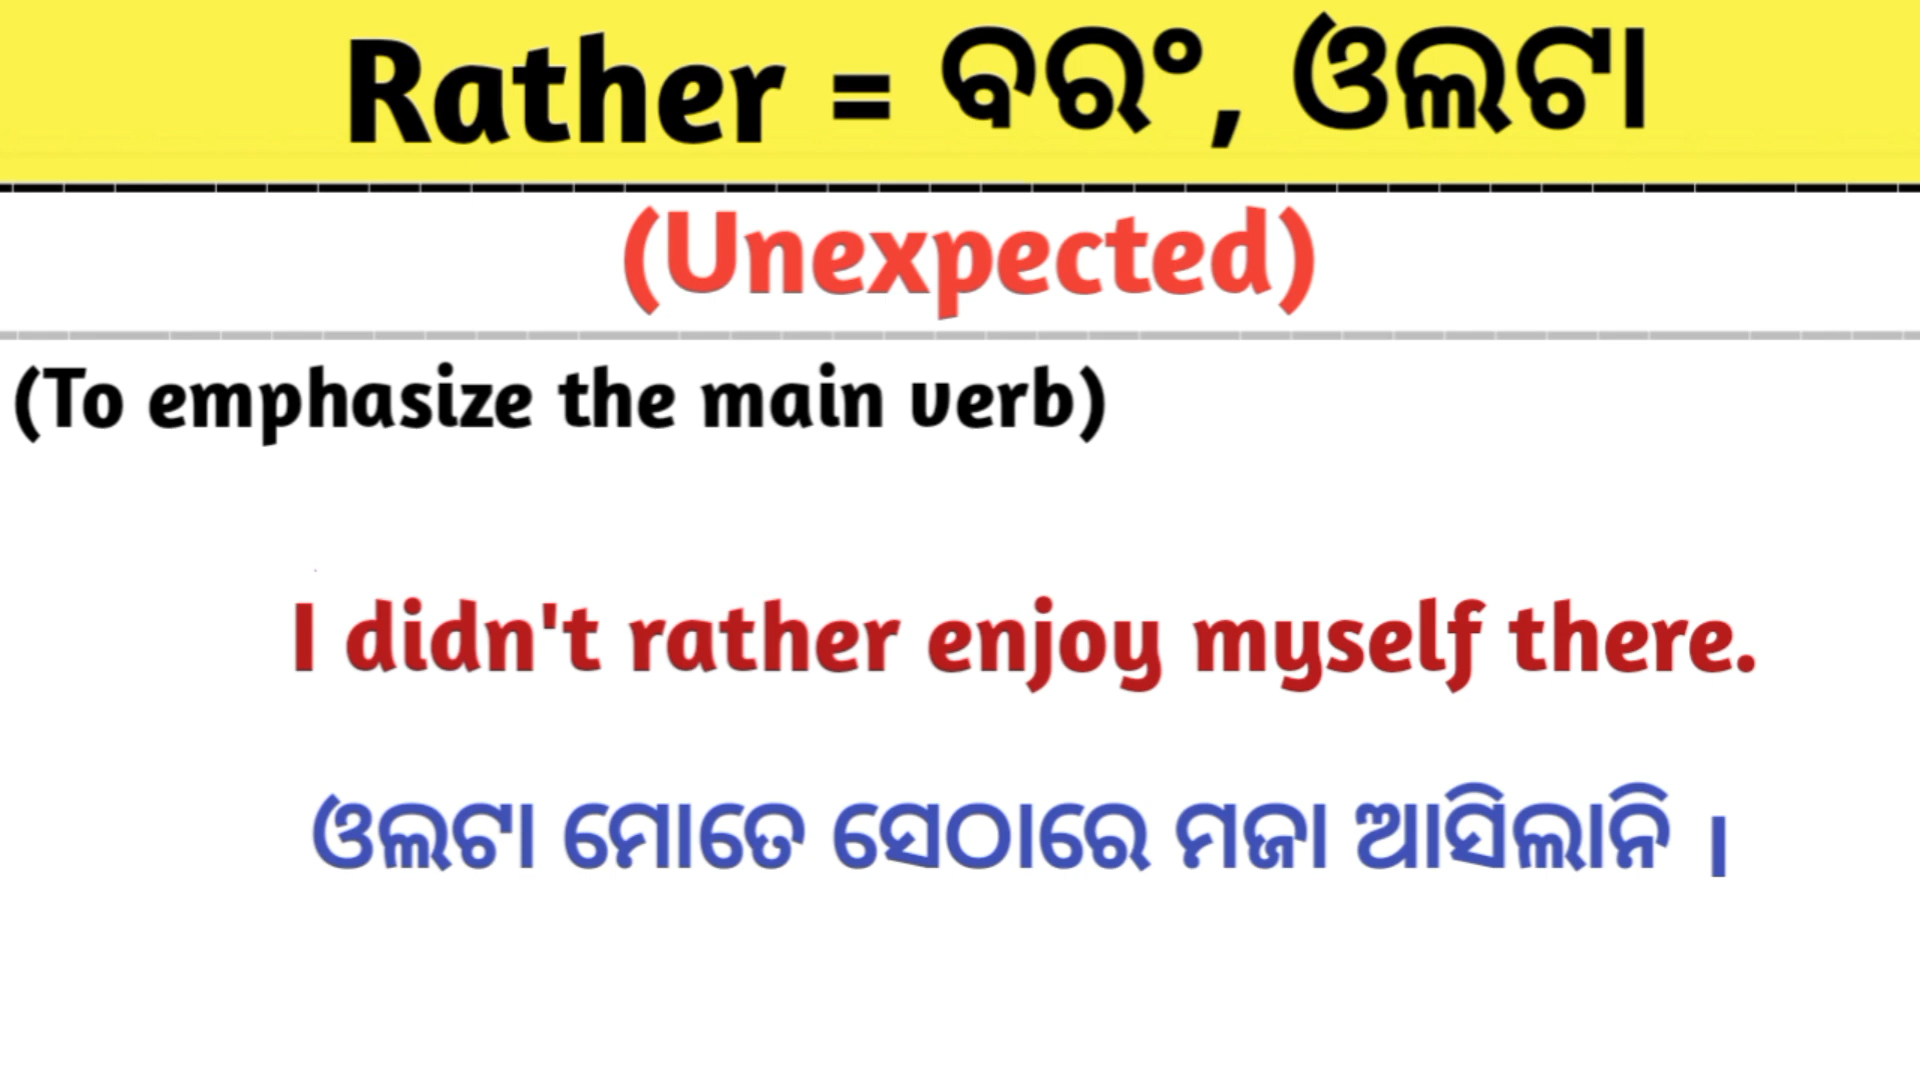 Rather = ବରଂ, ଓଲଟା
(Unexpected)
(To emphasize the main verb)
I didn't rather enjoy myself there.
ଓଲଟା ମୋତେ ସେଠାରେ ମଜା ଆସିଲାନି ।